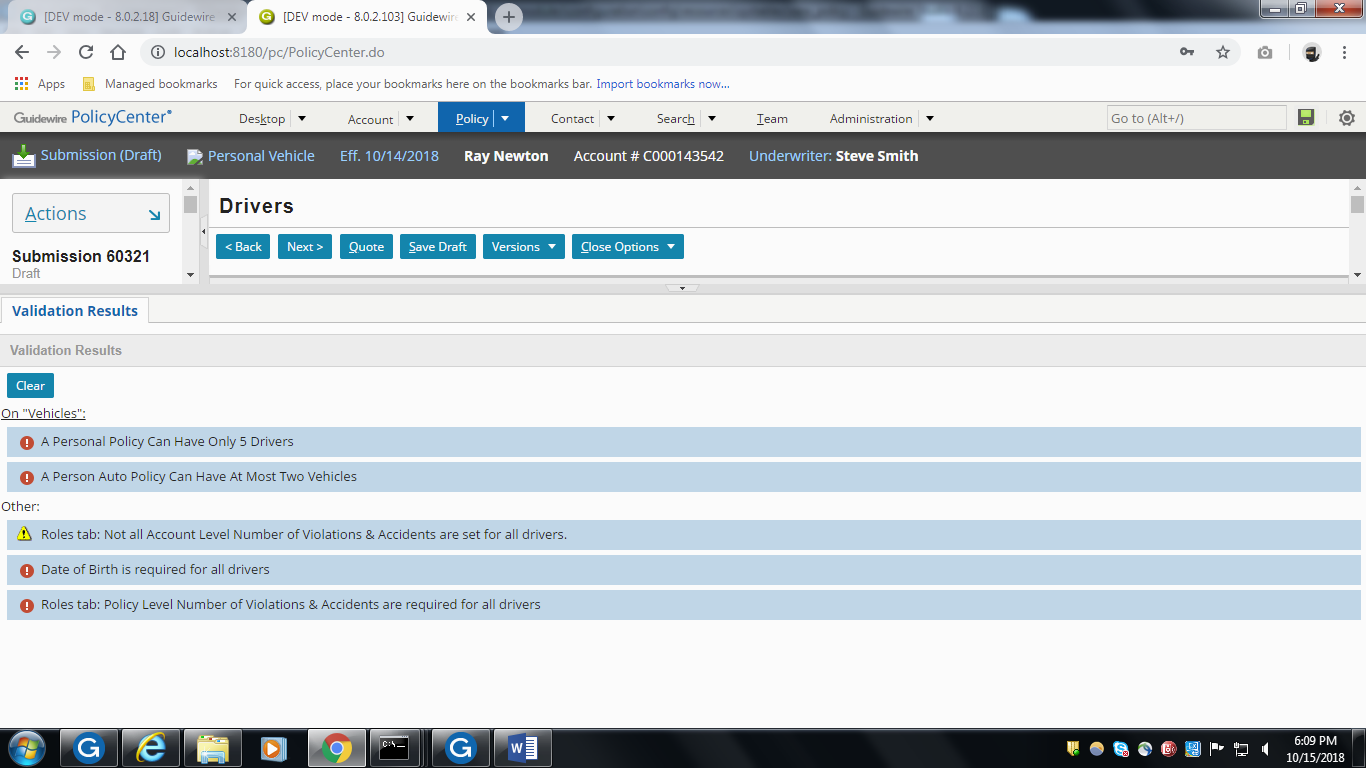 [DEV mode - 8.0.2.18] Guidewire
[DEV mode - 8.0.2.103] Guidewire
localhost:8180/pc/PolicyCenter.do
Apps Managed bookmarks For quick access, place your bookmarks here on the bookmarks bar. Import bookmarks now...
Guidewire PolicyCenter® Desktop Account Policy Contact Search Team Administration Go to (Alt+/)
Submission (Draft) Personal Vehicle Eff. 10/14/2018 Ray Newton Account # C000143542 Underwriter: Steve Smith
Actions
Submission 60321
Draft
Drivers
< Back Next > Quote Save Draft Versions Close Options
Validation Results
Validation Results
Clear
On "Vehicles":
A Personal Policy Can Have Only 5 Drivers
A Person Auto Policy Can Have At Most Two Vehicles
Other:
Roles tab: Not all Account Level Number of Violations & Accidents are set for all drivers.
Date of Birth is required for all drivers
Roles tab: Policy Level Number of Violations & Accidents are required for all drivers
6:09 PM
10/15/2018